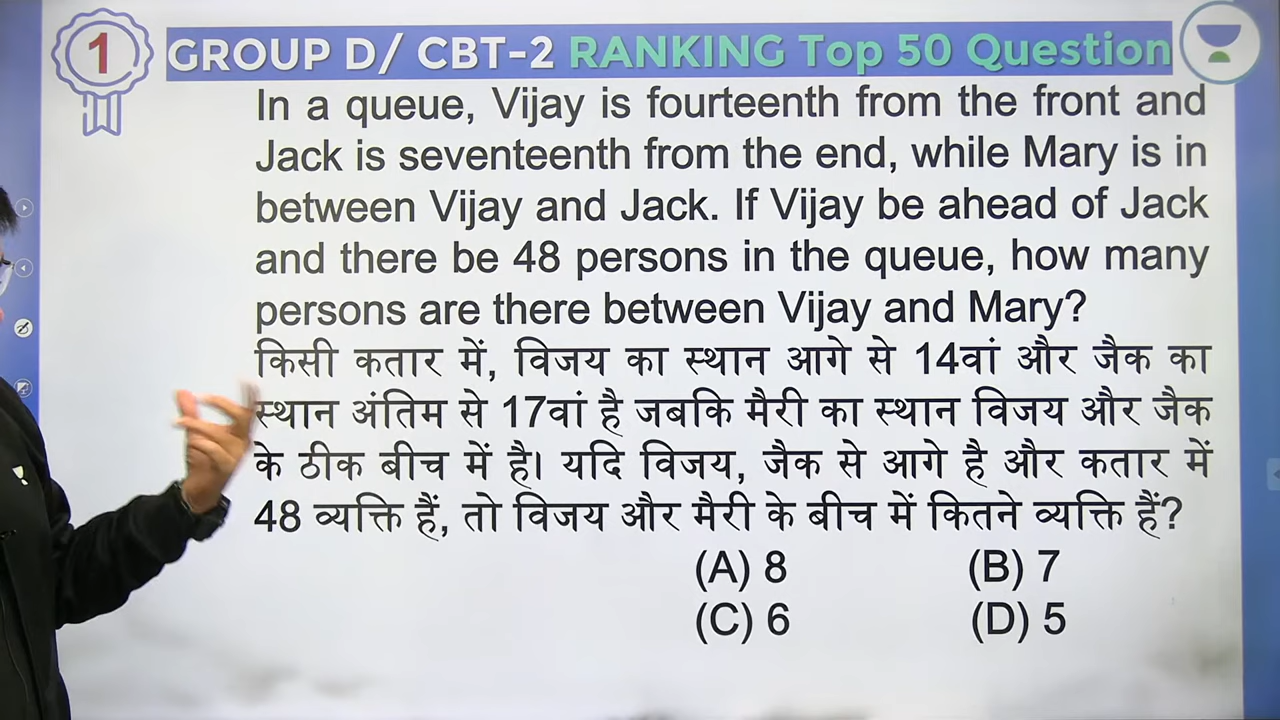 1
GROUP D/ CBT-2 RANKING Top 50 Question
In a queue, Vijay is fourteenth from the front and
Jack is seventeenth from the end, while Mary is in
between Vijay and Jack. If Vijay be ahead of Jack
and there be 48 persons in the queue, how many
persons are there between Vijay and Mary?
किसी कतार में, विजय का स्थान आगे से 14वां और जैक का
स्थान अंतिम से 17वां है जबकि मैरी का स्थान विजय और जैक
के ठीक बीच में है। यदि विजय, जैक से आगे है और कतार में
48 व्यक्ति हैं, तो विजय और मैरी के बीच में कितने व्यक्ति हैं?
(A) 8 (B) 7
(C) 6 (D) 5